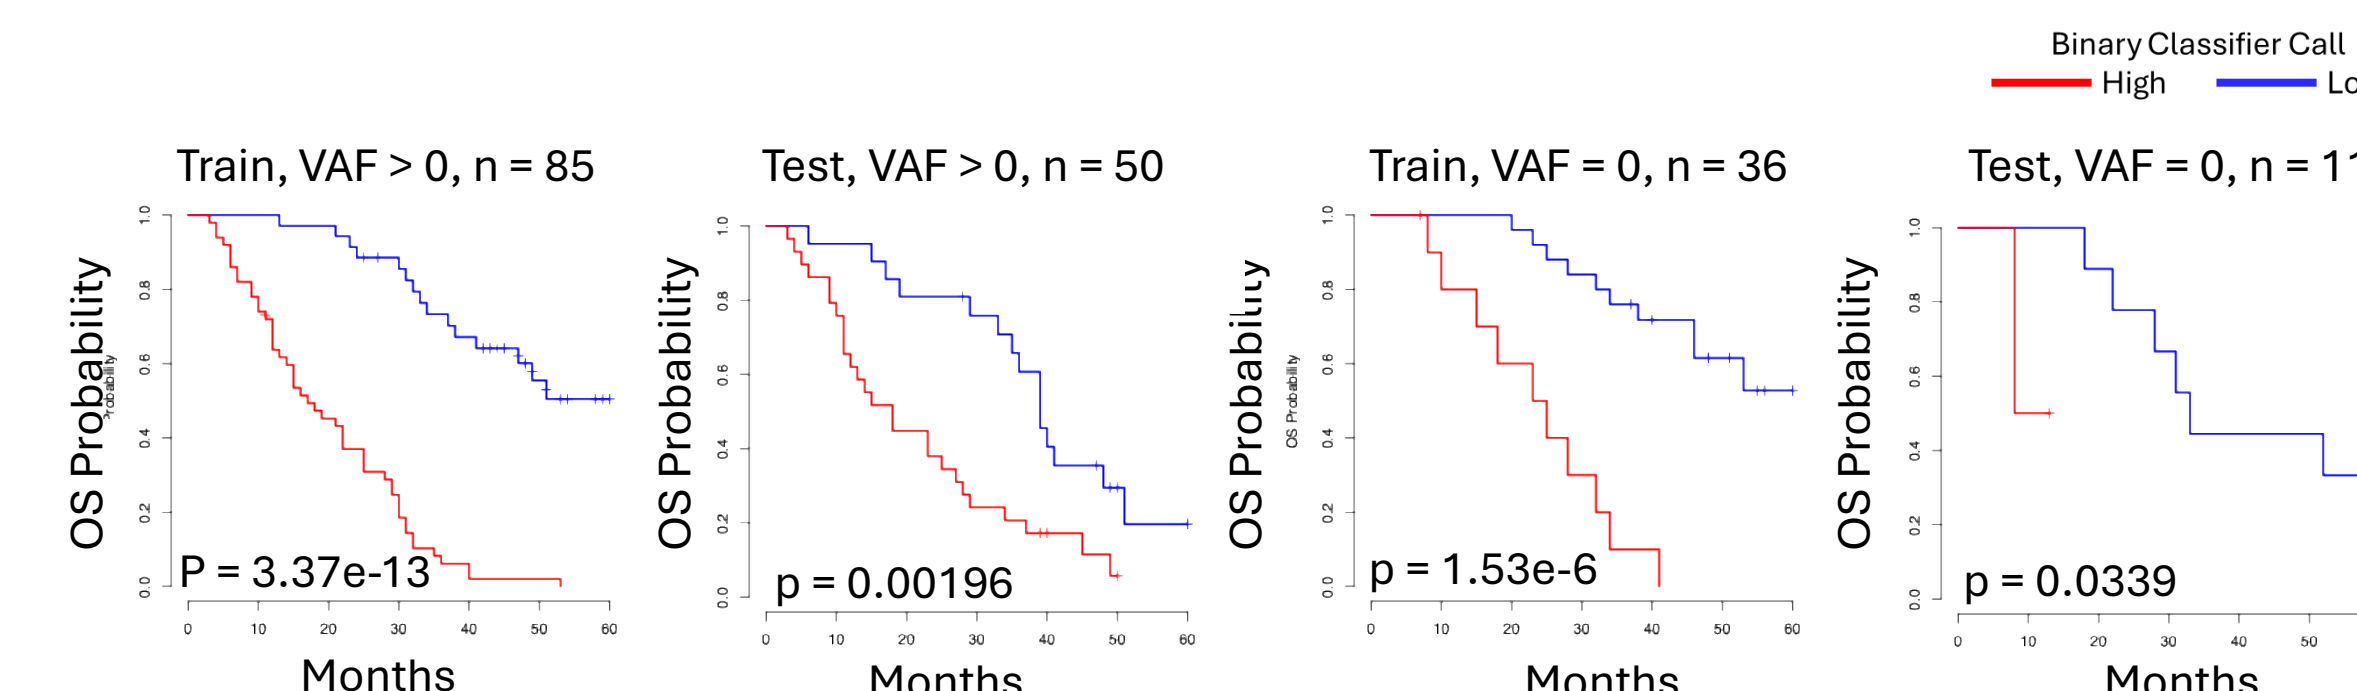 Binary Classifier Call
High Lo
Train, VAF > 0, n = 85
Test, VAF > 0, n = 50
Train, VAF = 0, n = 36
Test, VAF = 0, n = 11
OS Probability
1.0
0.8
0.6
0.4
0.2
0.0
P = 3.37e-13
0 10 20 30 40 50 60
Months
OS Probability
1.0
0.8
0.6
0.4
0.2
0.0
p = 0.00196
0 10 20 30 40 50 60
Months
OS Probability
OS Probability
1.0
0.8
0.6
0.4
0.2
0.0
p = 1.53e-6
0 10 20 30 40 50 60
Months
OS Probability
1.0
0.8
0.6
0.4
0.2
0.0
p = 0.0339
0 10 20 30 40 50
Months